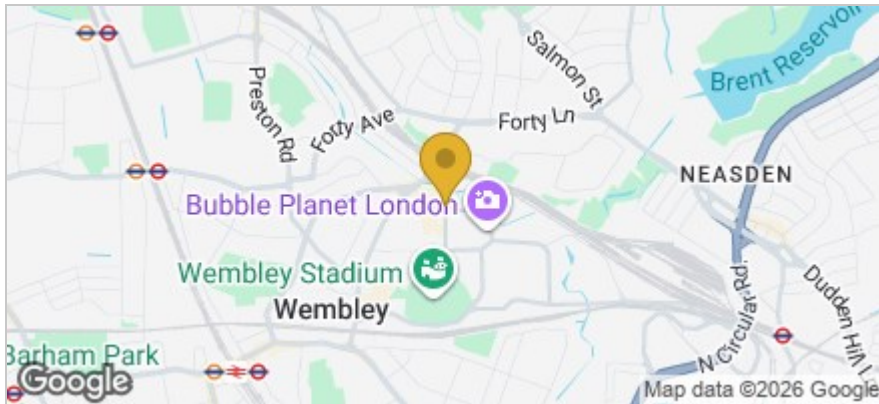 Salmon St
Brent Reservoir
Preston Rd
Forty Ave
Forty Ln
NEASDEN
Bubble Planet London
Wembley Stadium
Wembley
N Circular Rd.
Dudden Hill L
Barham Park
Google
Map data ©2026 Google